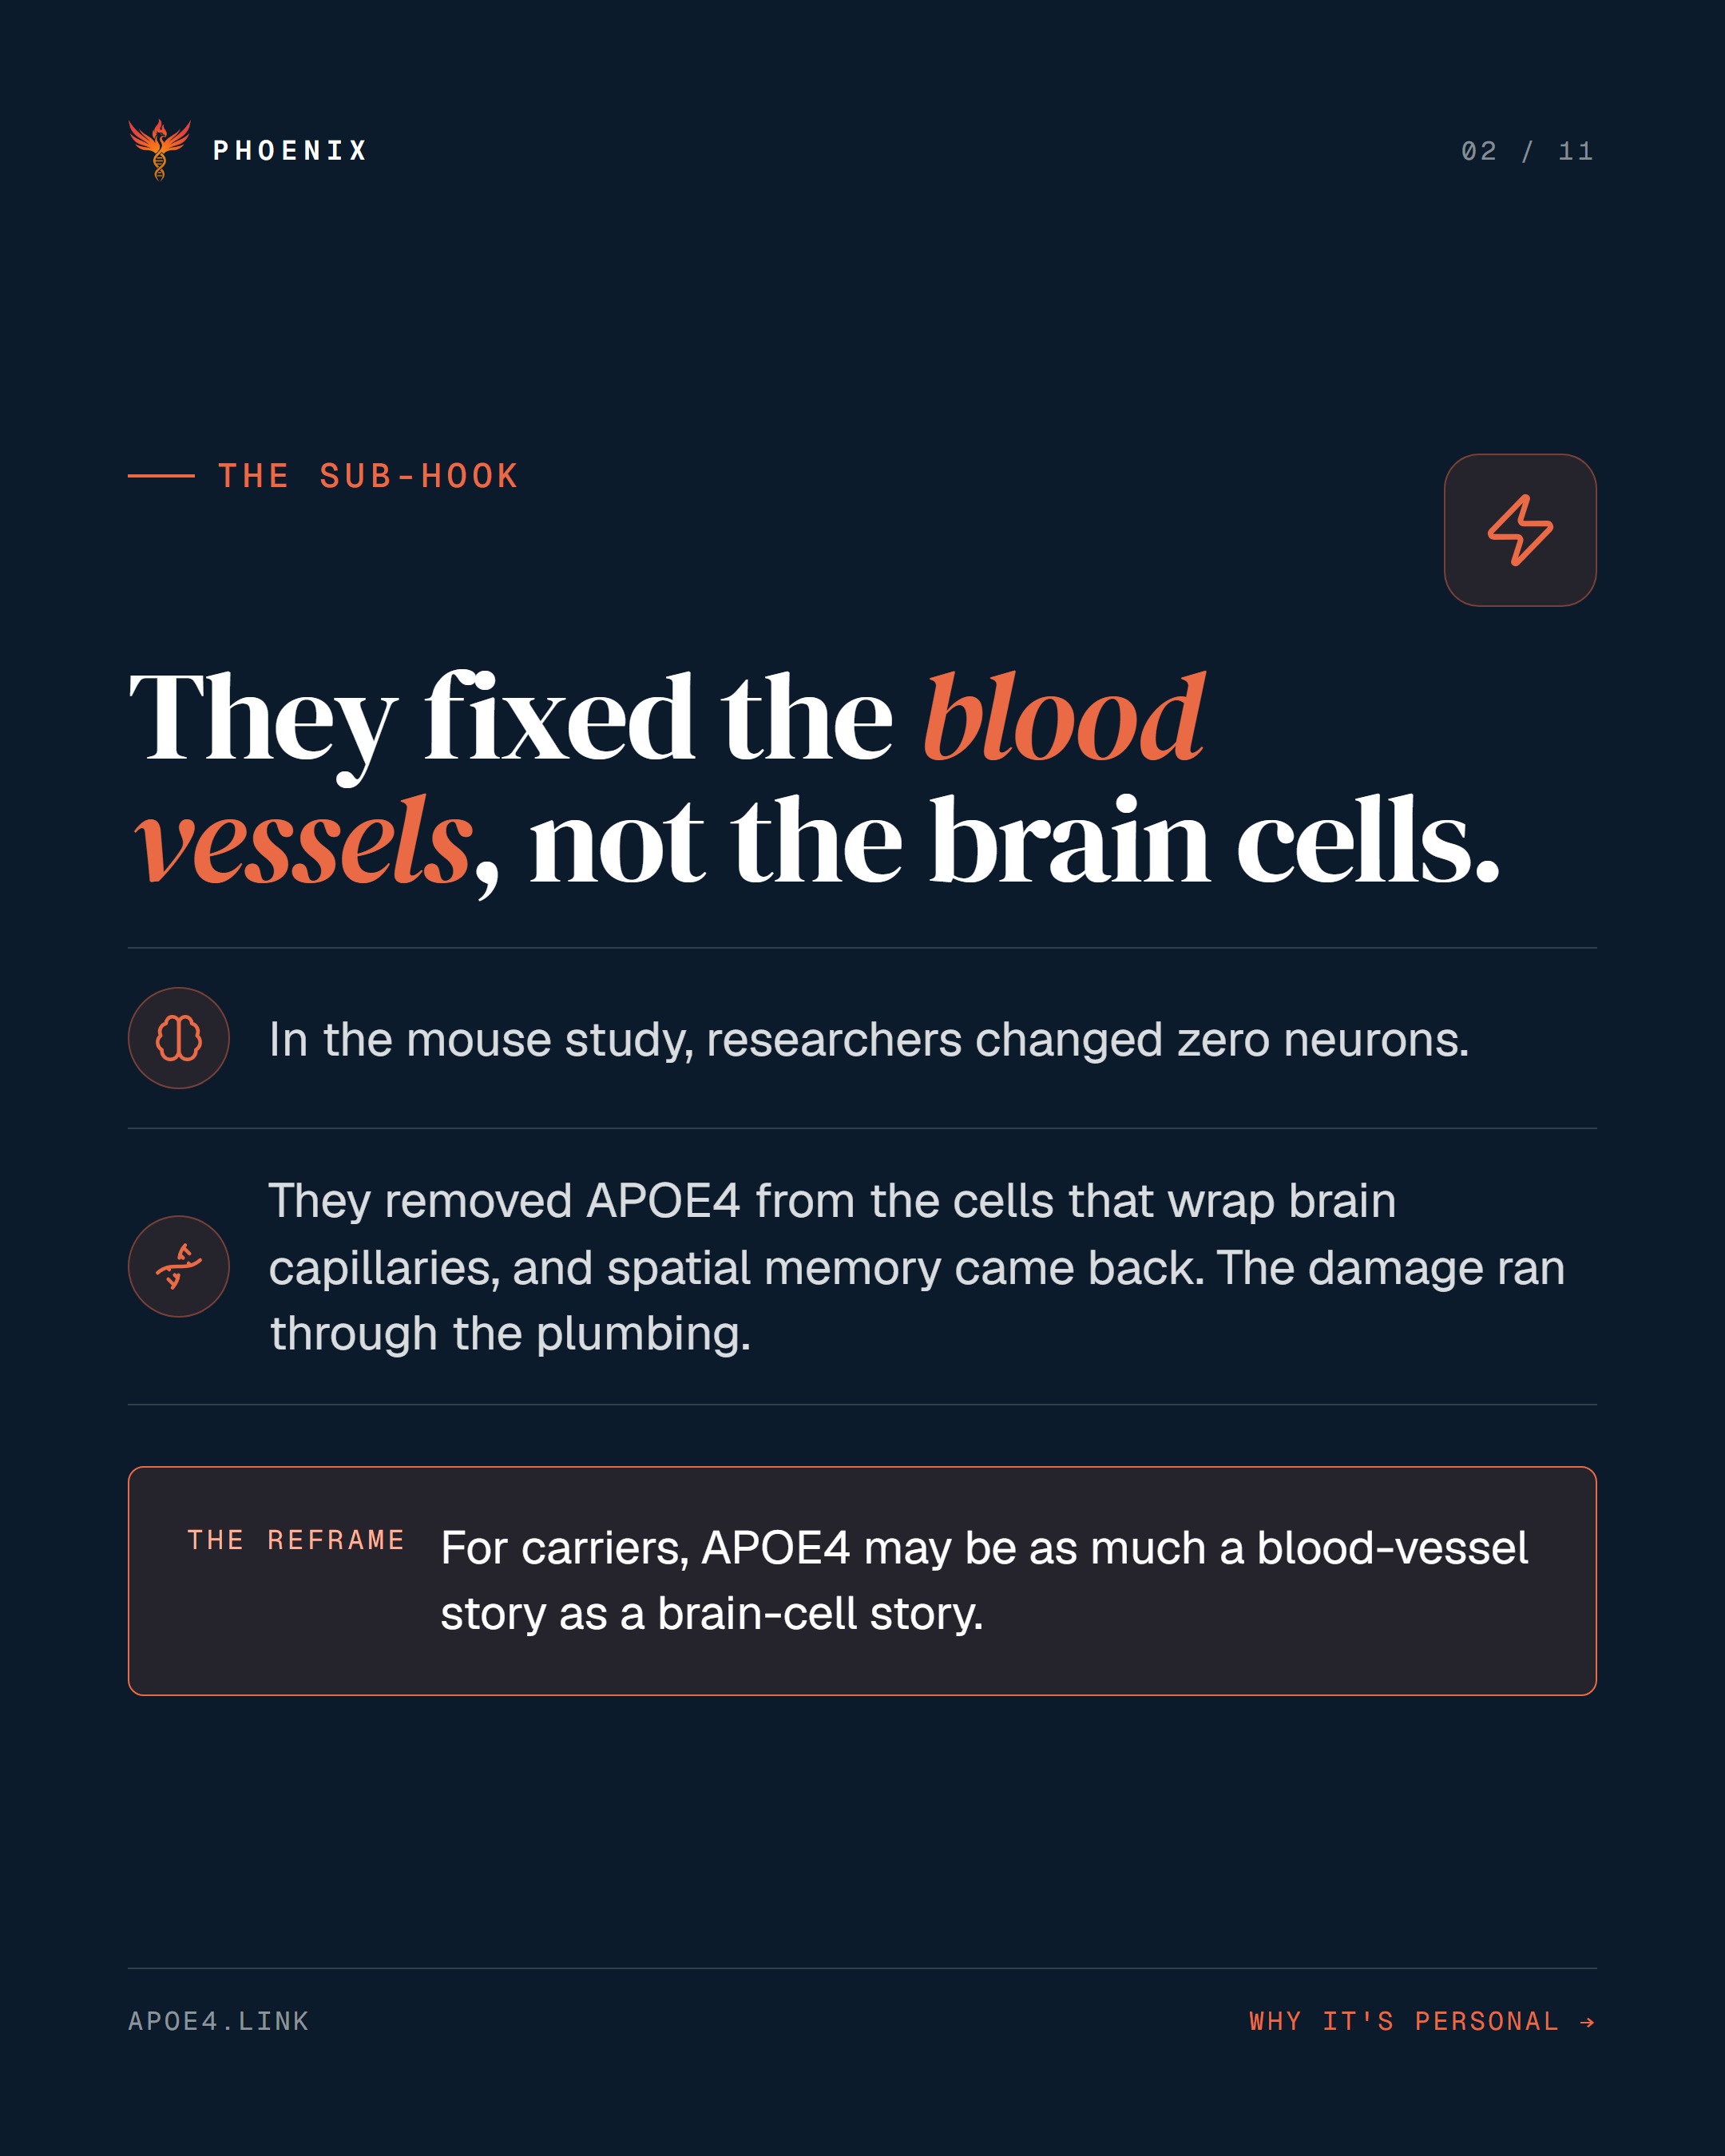 PHOENIX
02 / 11
THE SUB-HOOK
They fixed the blood
vessels, not the brain cells.
In the mouse study, researchers changed zero neurons.
They removed APOE4 from the cells that wrap brain
capillaries, and spatial memory came back. The damage ran
through the plumbing.
THE REFRAME
For carriers, APOE4 may be as much a blood-vessel
story as a brain-cell story.
APOE4.LINK
WHY IT'S PERSONAL →